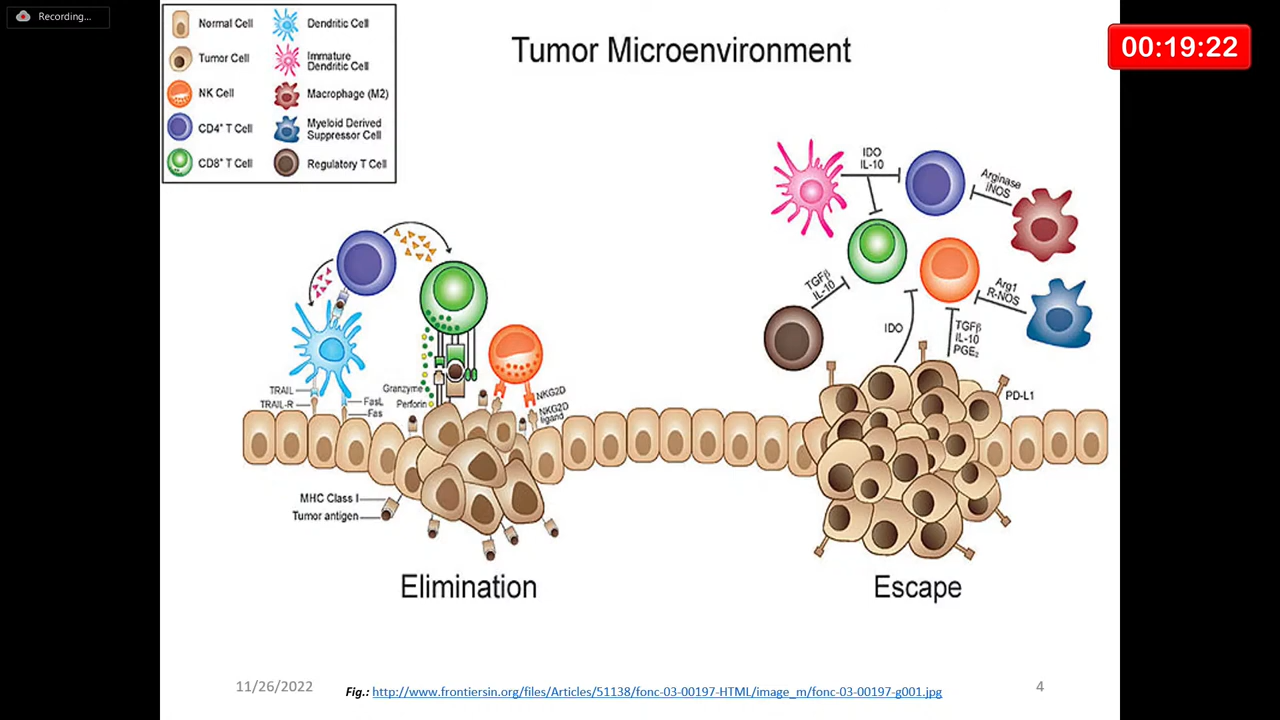 Recording...
00:19:22
Tumor Microenvironment
Normal Cell
Tumor Cell
NK Cell
CD4⁺ T Cell
CD8⁺ T Cell
Dendritic Cell
Immature
Dendritic Cell
Macrophage (M2)
Myeloid Derived
Suppressor Cell
Regulatory T Cell
TRAIL
TRAIL-R
FasL
Fas
Granzyme
Perforin
NKG2D
NKG2D
ligand
MHC Class I
Tumor antigen
Elimination
IDO
IL-10
Arginase
iNOS
TGFβ
IL-10
Arg1
R-NOS
IDO
TGFβ
IL-10
PGE₂
PD-L1
Escape
11/26/2022
Fig.: http://www.frontiersin.org/files/Articles/51138/fonc-03-00197-HTML/image_m/fonc-03-00197-g001.jpg
4